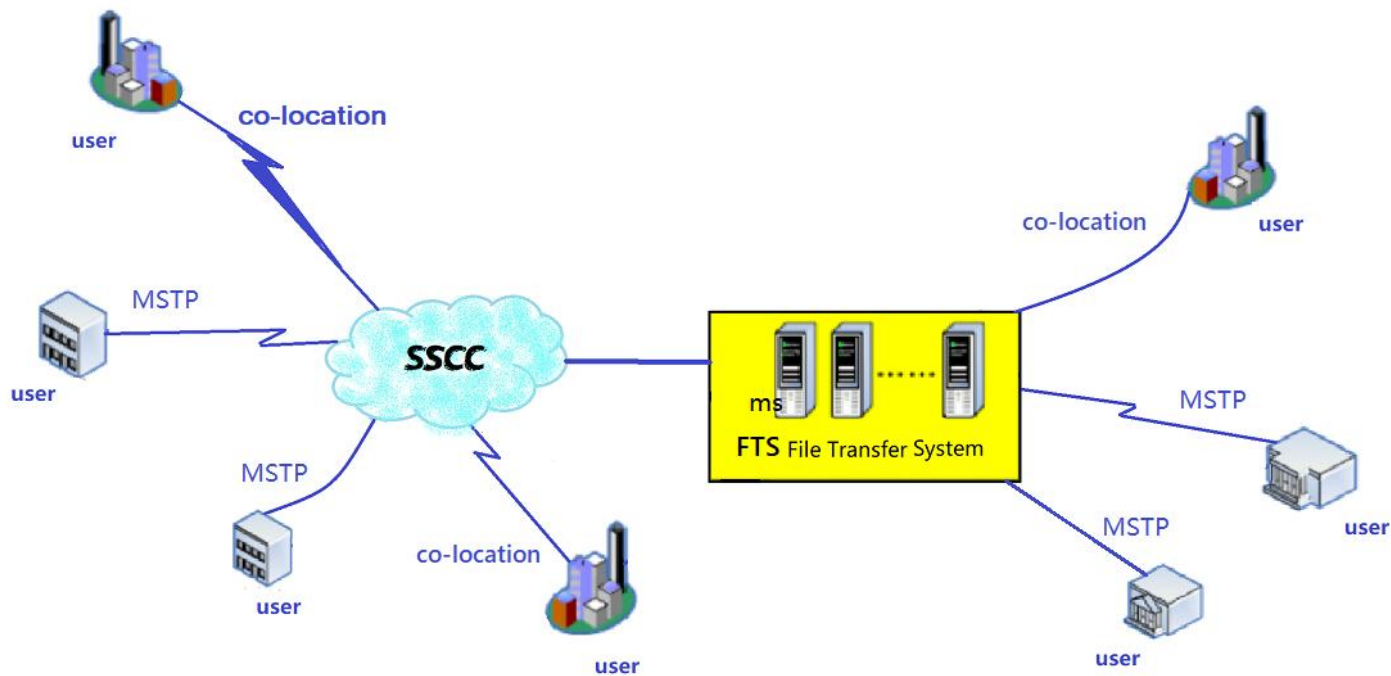 user
co-location
MSTP
user
SSCC
MSTP
user
co-location
user
ms
FTS File Transfer System
co-location
user
MSTP
user
MSTP
user